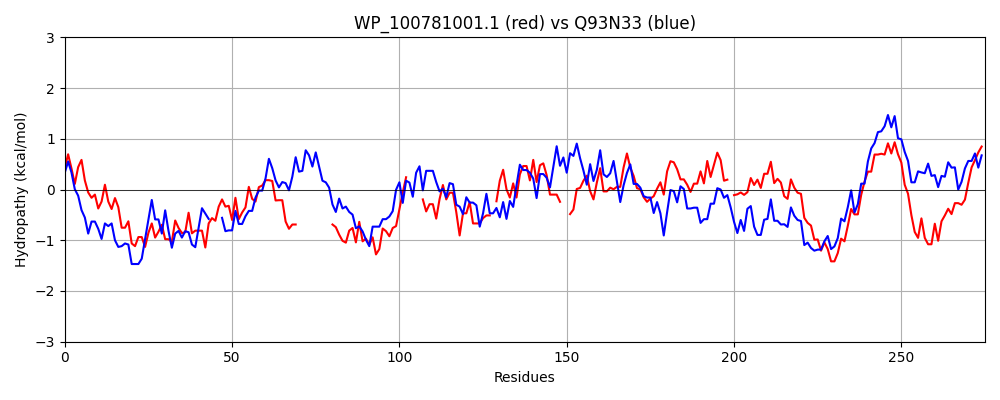 WP_100781001.1 (red) vs Q93N33 (blue)
3
2
1
0
−1
−2
−3
Hydropathy (kcal/mol)
0 50 100 150 200 250
Residues